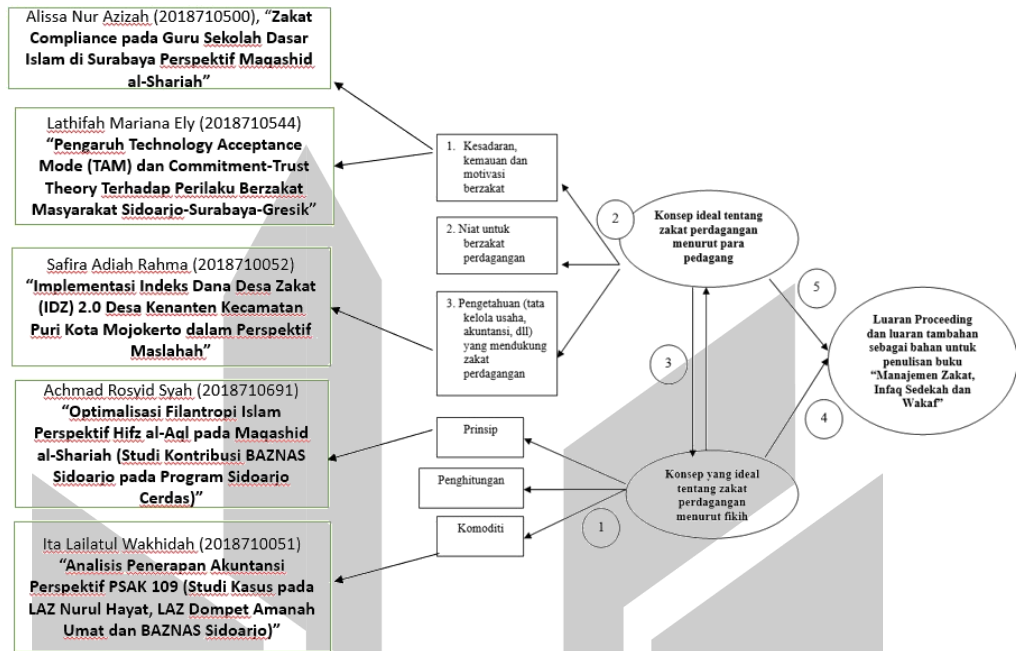 Alissa Nur Azizah (2018710500), “Zakat
Compliance pada Guru Sekolah Dasar
Islam di Surabaya Perspektif Maqashid
al-Shariah”
Lathifah Mariana Ely (2018710544)
“Pengaruh Technology Acceptance
Mode (TAM) dan Commitment-Trust
Theory Terhadap Perilaku Berzakat
Masyarakat Sidoarjo-Surabaya-Gresik”
Safira Adiah Rahma (2018710052)
“Implementasi Indeks Dana Desa Zakat
(IDZ) 2.0 Desa Kenanten Kecamatan
Puri Kota Mojokerto dalam Perspektif
Maslahah”
Achmad Rosyid Syah (2018710691)
“Optimalisasi Filantropi Islam
Perspektif Hifz al-Aql pada Maqashid
al-Shariah (Studi Kontribusi BAZNAS
Sidoarjo pada Program Sidoarjo
Cerdas)”
Ita Lailatul Wakhidah (2018710051)
“Analisis Penerapan Akuntansi
Perspektif PSAK 109 (Studi Kasus pada
LAZ Nurul Hayat, LAZ Dompet Amanah
Umat dan BAZNAS Sidoarjo)”
1. Kesadaran,
kemauan dan
motivasi
berzakat
2. Niat untuk
berzakat
perdagangan
3. Pengetahuan (tata
kelola usaha,
akuntansi, dll)
yang mendukung
zakat
perdagangan
Prinsip
Penghitungan
Komoditi
2
Konsep ideal tentang
zakat perdagangan
menurut para
pedagang
3
1
Konsep yang ideal
tentang zakat
perdagangan
menurut fikih
5
4
Luaran Proceeding
dan luaran tambahan
sebagai bahan untuk
penulisan buku
“Manajemen Zakat,
Infaq Sedekah dan
Wakaf”